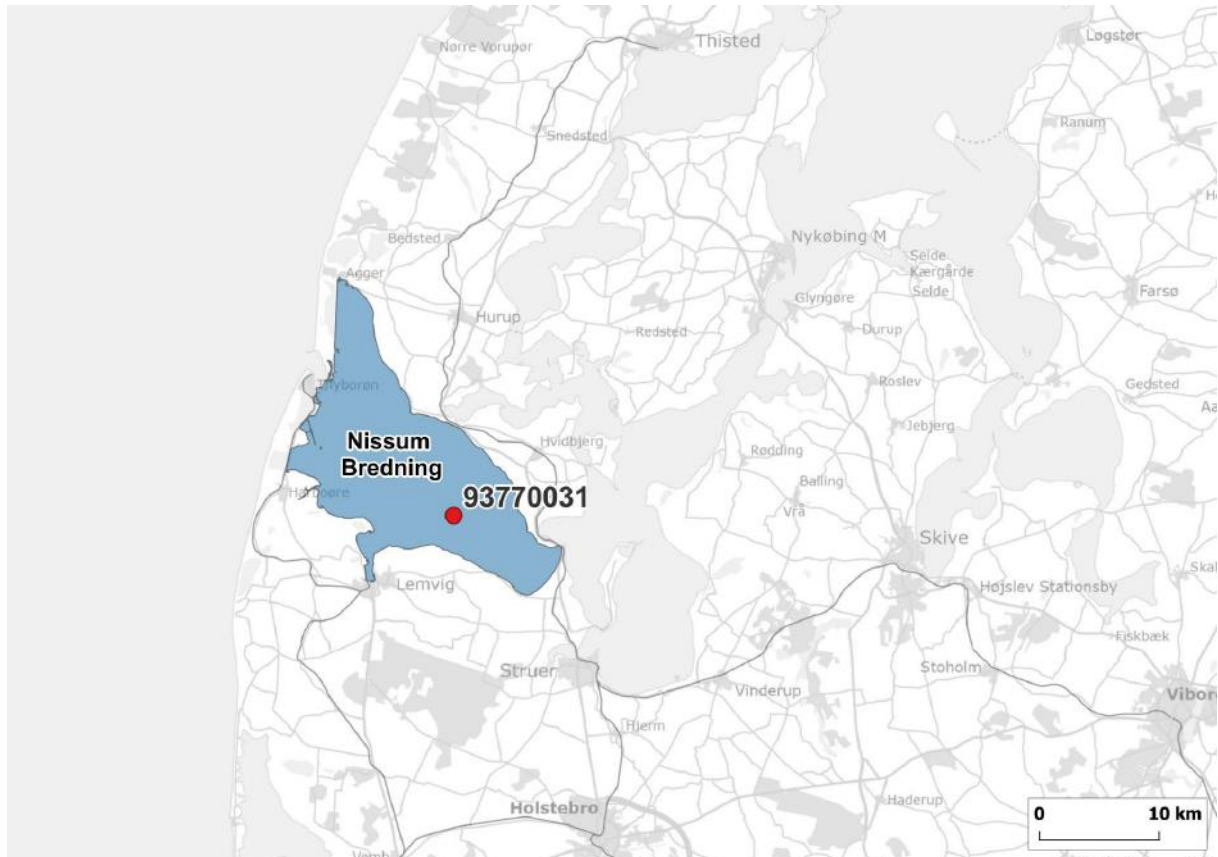 Thisted
Nørre Vorupør
Løgstør
Ranum
Snedsted
Bedsted
Nykøbing M
Selde
Kærgårde
Selde
Agger
Farsø
Glyngøre
Hurup
Redsted
Durup
Thyborøn
Roslev
Gedsted
Jebjerg
Nissum
Bredning
Hvidbjerg
Rødding
Balling
Harboøre
93770031
Vrå
Skive
Lemvig
Højslev Stationsby
Fiskbæk
Struer
Stoholm
Vinderup
Hjerm
Holstebro
Haderup
0
10 km